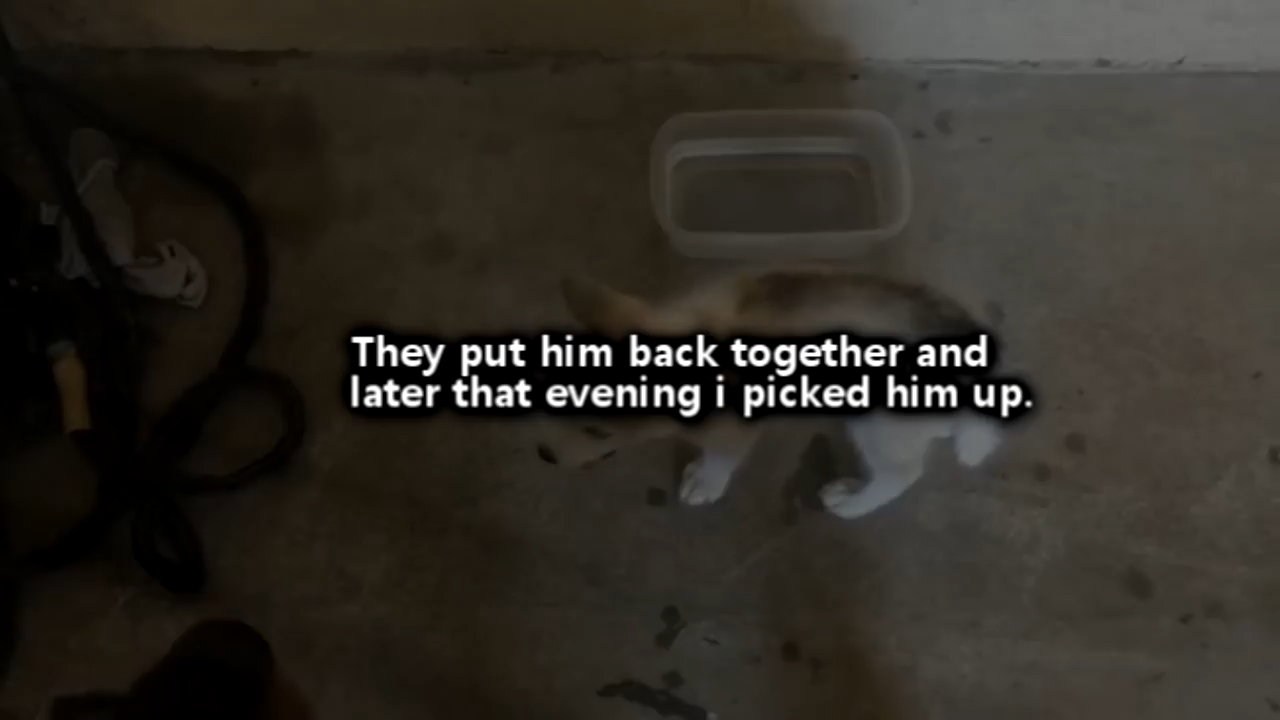 They put him back together and
later that evening i picked him up.